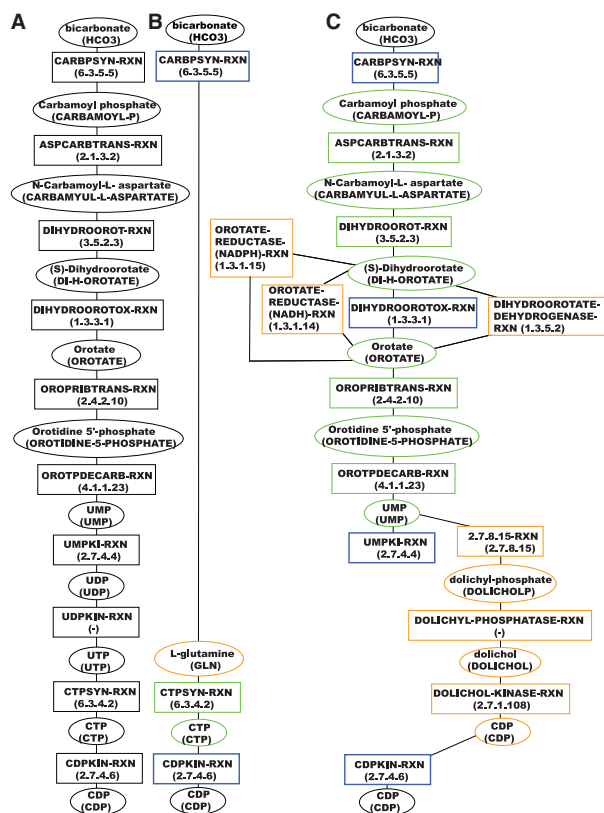 A
bicarbonate
(HCO3)
CARBPSYN-RXN
(6-3-5-5)
Carbamoyl phosphate
(CARBAMOYL-P)
ASPCARBTRANS-RXN
(2.1.3.2)
N-Carbamoyl-L- aspartate
(CARBAMYUL-L-ASPARTATE)
DIHYDROOROT-RXN
(3.5.2.3)
(S)-Dihydroorotate
(DI-H-OROTATE)
DIHYDROOROTOX-RXN
(1-3-3-1)
Orotate
(OROTATE)
OROPRIBTRANS-RXN
(2-4-2-10)
Orotidine 5'-phosphate
(OROTIDINE-5-PHOSPHATE)
OROTPDECARB-RXN
(4.1.1.23)
UMP
(UMP)
UMPKI-RXN
(2.7.4.4)
UDP
(UDP)
UDPKIN-RXN
(-)
UTP
(UTP)
CTPSYN-RXN
(6.3.4.2)
CTP
(CTP)
CDPKIN-RXN
(2.7.4.6)
CDP
(CDP)
B
bicarbonate
(HCO3)
CARBPSYN-RXN
(6-3-5-5)
L-glutamine
(GLN)
CTPSYN-RXN
(6.3.4.2)
CTP
(CTP)
CDPKIN-RXN
(2.7.4.6)
CDP
(CDP)
C
bicarbonate
(HCO3)
CARBPSYN-RXN
(6.3.5.5)
Carbamoyl phosphate
(CARBAMOYL-P)
ASPCARBTRANS-RXN
(2.1.3.2)
N-Carbamoyl-L- aspartate
(CARBAMYUL-L-ASPARTATE)
DIHYDROOROT-RXN
(3.5.2.3)
OROTATE-
REDUCTASE-
(NADPH)-RXN
(1.3.1.15)
(S)-Dihydroorotate
(DI-H-OROTATE)
OROTATE-
REDUCTASE-
(NADH)-RXN
(1.3.1.14)
DIHYDROOROTOX-RXN
(1-3-3-1)
DIHYDROOROTATE-
DEHYDROGENASE-
RXN (1.3.5.2)
Orotate
(OROTATE)
OROPRIBTRANS-RXN
(2-4-2-10)
Orotidine 5'-phosphate
(OROTIDINE-5-PHOSPHATE)
OROTPDECARB-RXN
(4.1.1.23)
UMP
(UMP)
UMPKI-RXN
(2.7.4.4)
2.7.8.15-RXN
(2.7.8.15)
dolichyl-phosphate
(DOLICHOLP)
DOLICHYL-PHOSPHATASE-RXN
(-)
dolichol
(DOLICHOL)
DOLICHOL-KINASE-RXN
(2.7.1.108)
CDP
(CDP)
CDPKIN-RXN
(2.7.4.6)
CDP
(CDP)